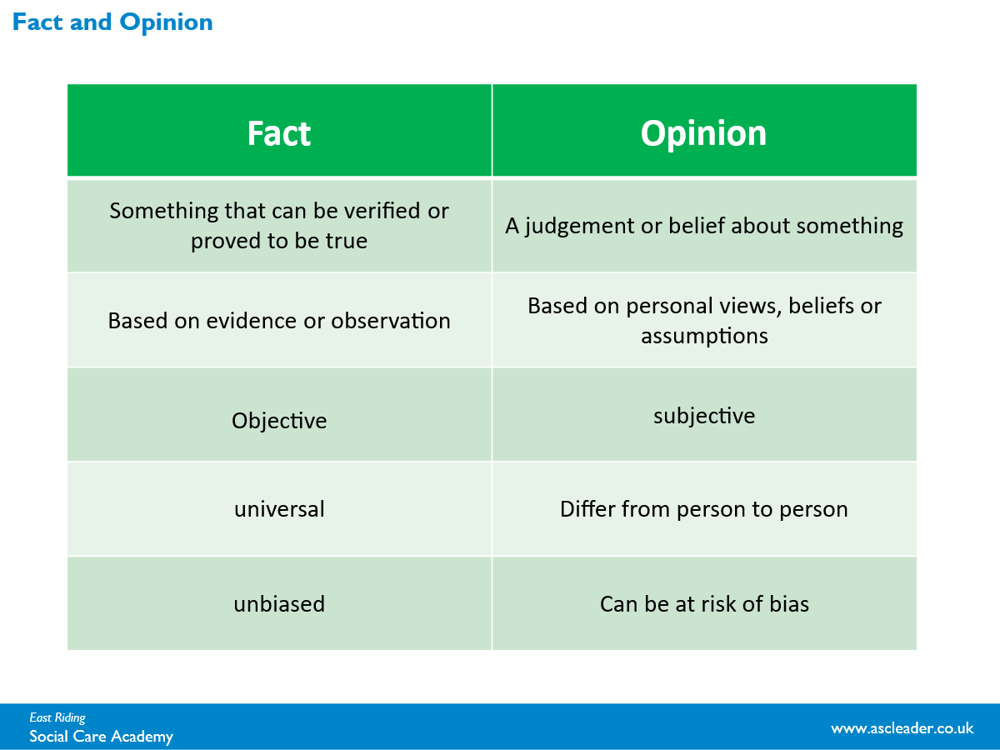 Fact and Opinion
Fact
Opinion
Something that can be verified or
proved to be true
A judgement or belief about something
Based on evidence or observation
Based on personal views, beliefs or
assumptions
Objective
subjective
universal
Differ from person to person
unbiased
Can be at risk of bias
East Riding
Social Care Academy
www.ascleader.co.uk